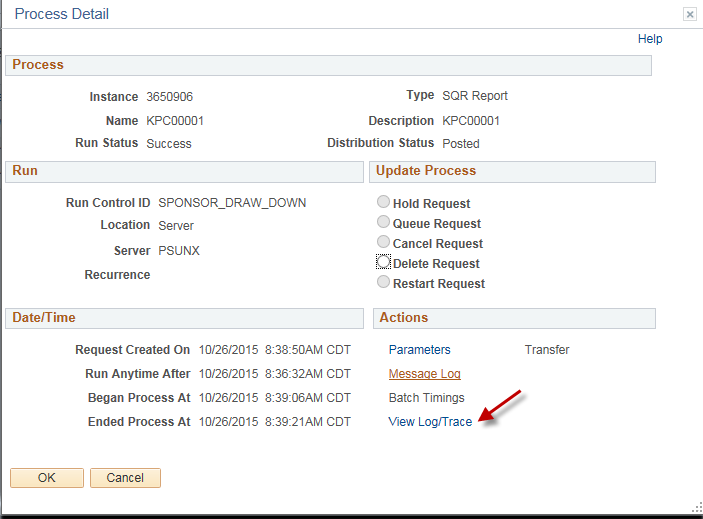 Process Detail
Help
Process
Instance 3650906 Type SQR Report
Name KPC00001 Description KPC00001
Run Status Success Distribution Status Posted
Run
Run Control ID SPONSOR_DRAW_DOWN
Location Server
Server PSUNX
Recurrence
Update Process
Hold Request
Queue Request
Cancel Request
Delete Request
Restart Request
Date/Time
Request Created On 10/26/2015 8:38:50AM CDT
Run Anytime After 10/26/2015 8:36:32AM CDT
Began Process At 10/26/2015 8:39:06AM CDT
Ended Process At 10/26/2015 8:39:21AM CDT
Actions
Parameters Transfer
Message Log
Batch Timings
View Log/Trace
OK Cancel